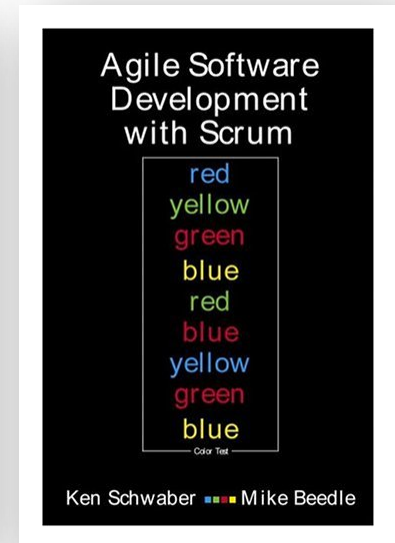 Agile Software
Development
with Scrum
red
yellow
green
blue
red
blue
yellow
green
blue
Color Test
Ken Schwaber Mike Beedle